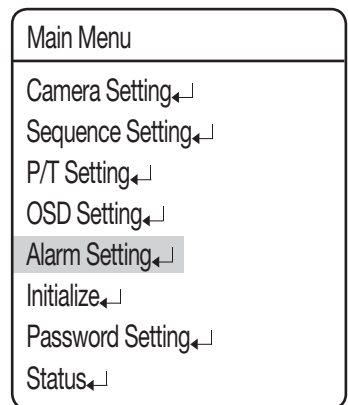 Main Menu
Camera Setting↵
Sequence Setting↵
P/T Setting↵
OSD Setting↵
Alarm Setting↵
Initialize↵
Password Setting↵
Status↵